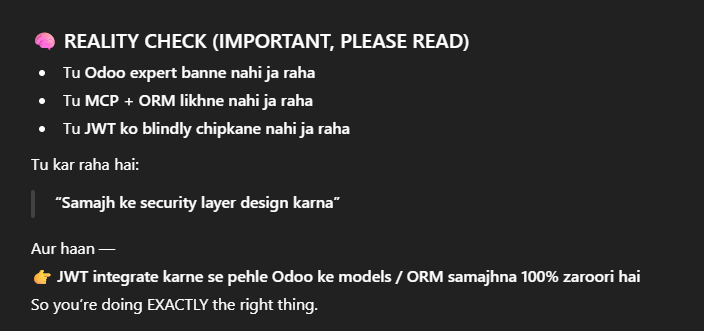 🧠 REALITY CHECK (IMPORTANT, PLEASE READ)
• Tu Odoo expert banne nahi ja raha
• Tu MCP + ORM likhne nahi ja raha
• Tu JWT ko blindly chipkane nahi ja raha
Tu kar raha hai:
“Samajh ke security layer design karna”
Aur haan —
👉 JWT integrate karne se pehle Odoo ke models / ORM samajhna 100% zaroori hai
So you’re doing EXACTLY the right thing.